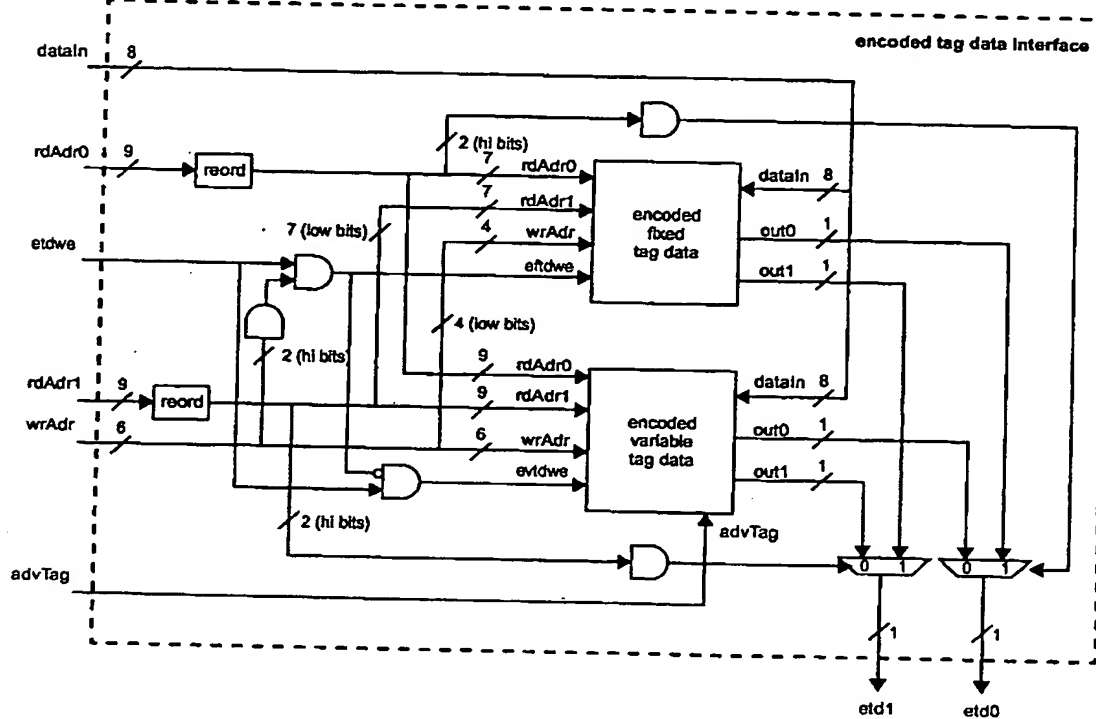 encoded tag data interface
dataIn
8
2 (hi bits)
rdAdr0
9
reord
7
rdAdr0
7
rdAdr1
4
wrAdr
eftdwe
7 (low bits)
encoded
fixed
tag data
dataIn
8
out0
1
out1
1
etdwe
4 (low bits)
2 (hi bits)
rdAdr1
9
reord
wrAdr
6
9
rdAdr0
9
rdAdr1
6
wrAdr
evtdwe
encoded
variable
tag data
dataIn
8
out0
1
out1
1
2 (hi bits)
advTag
advTag
0 1
0 1
1
1
etd1
etd0